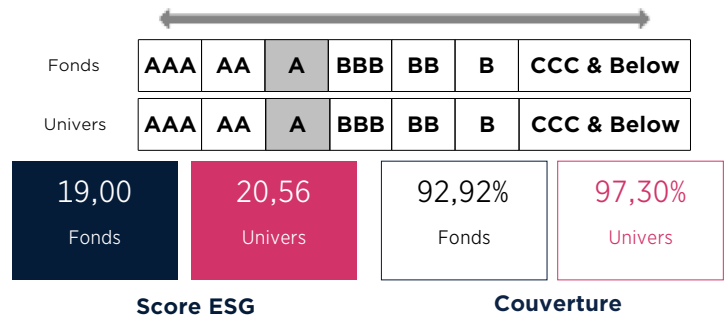 Fonds AAA AA A BBB BB B CCC & Below
Univers AAA AA A BBB BB B CCC & Below
19,00 20,56 92,92% 97,30%
Fonds Univers Fonds Univers
Score ESG Couverture